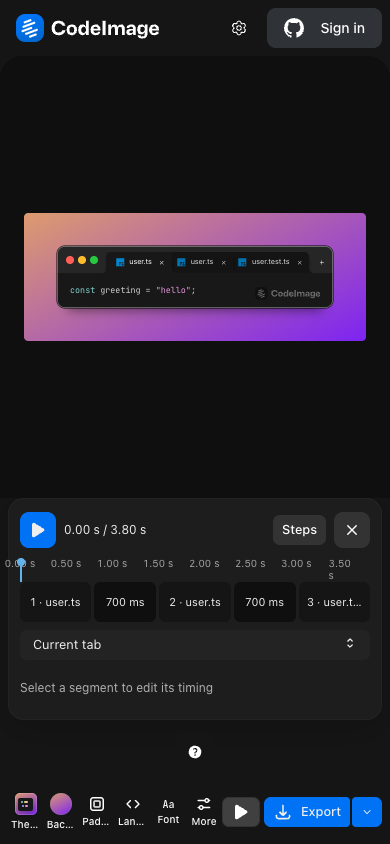 CodeImage
Sign in
user.ts × user.ts × user.test.ts × +
const greeting = "hello";
CodeImage
0.00 s / 3.80 s
Steps
0.00 s 0.50 s 1.00 s 1.50 s 2.00 s 2.50 s 3.00 s 3.50 s
1 · user.ts 700 ms 2 · user.ts 700 ms 3 · user.t...
Current tab
Select a segment to edit its timing
?
The... Bac... Pad... Lan... Aa Font More
Export